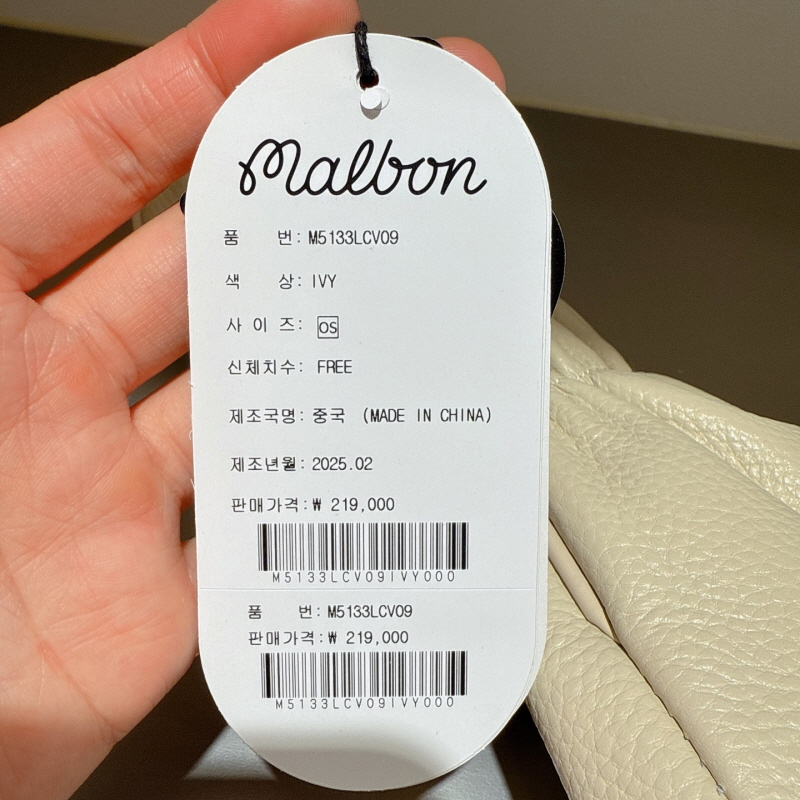 Malbon
품 번: M5133LCV09
색 상: IVY
사 이 즈: OS
신체치수: FREE
제조국명: 중국 (MADE IN CHINA)
제조년월: 2025.02
판매가격:₩ 219,000
M5133LCV09IVY000
품 번: M5133LCV09
판매가격:₩ 219,000
M5133LCV09IVY000